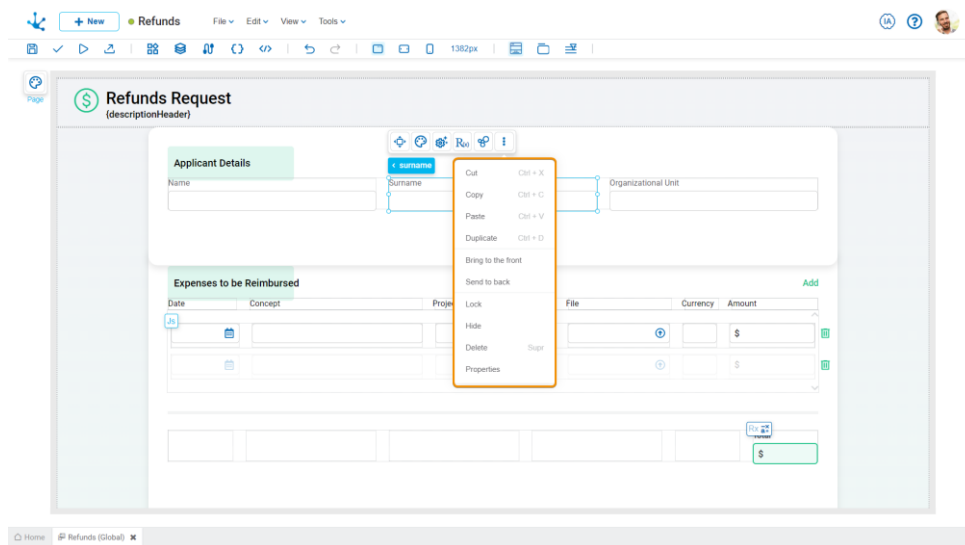 + New
Refunds
File
Edit
View
Tools
IA
?
</>
1382px
Page
$
Refunds Request
{descriptionHeader}
Applicant Details
R(x)
< surname
Name
Surname
Organizational Unit
Cut Ctrl + X
Copy Ctrl + C
Paste Ctrl + V
Duplicate Ctrl + D
Bring to the front
Send to back
Lock
Hide
Delete Supr
Properties
Expenses to be Reimbursed
Add
Date
Concept
File
Currency
Amount
Js
$
$
Rx
$
Home
Refunds (Global)